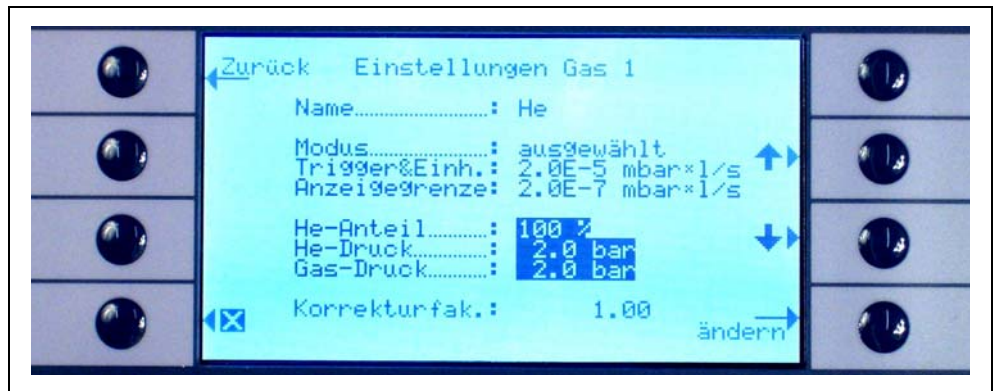 Zurück Einstellungen Gas 1
Name........................: He
Modus.....................: ausgewählt
Trigger&Einh.: 2.0E-5 mbar*l/s
Anzeigegrenze: 2.0E-7 mbar*l/s
He-Anteil...........: 100 %
He-Druck.............: 2.0 bar
Gas-Druck...........: 2.0 bar
Korrekturfak.: 1.00
ändern